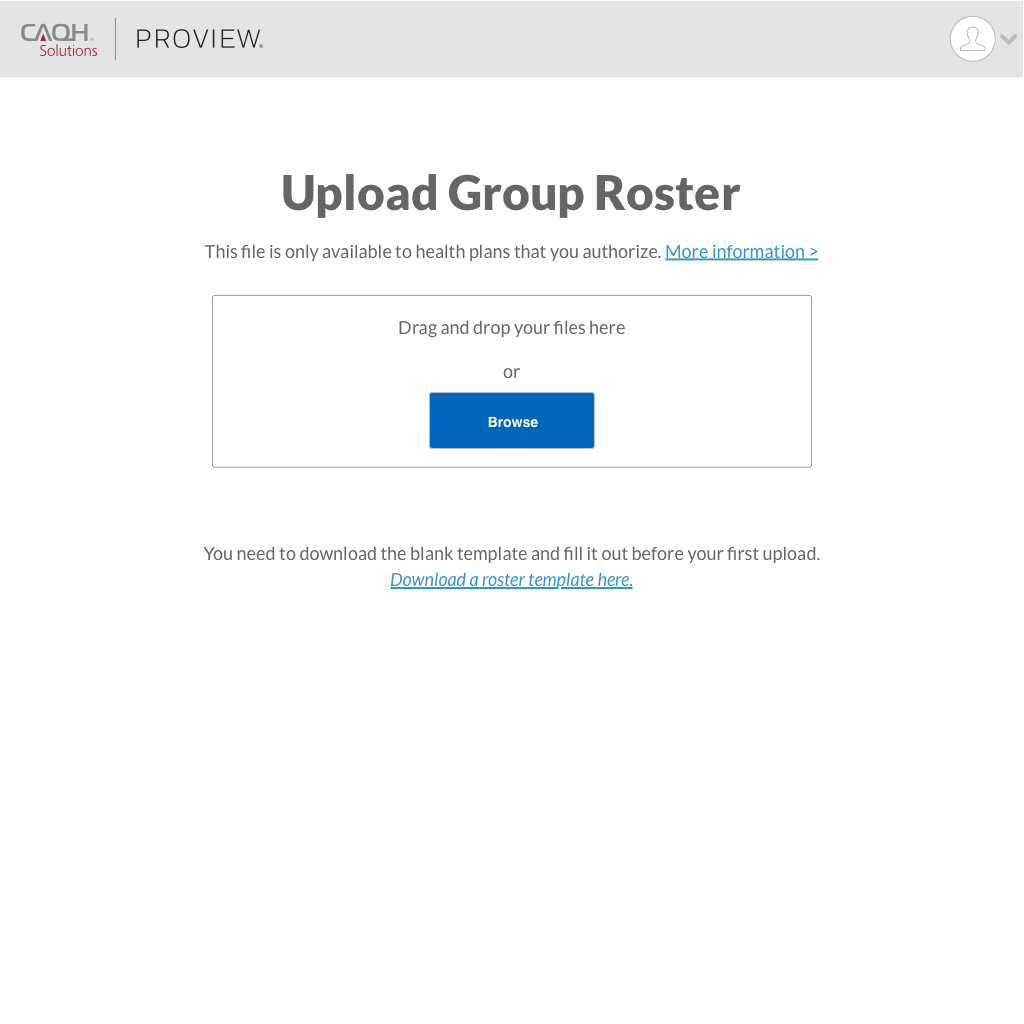 CAQH
Solutions
PROVIEW®
Upload Group Roster
This file is only available to health plans that you authorize. More information >
Drag and drop your files here
or
Browse
You need to download the blank template and fill it out before your first upload.
Download a roster template here.